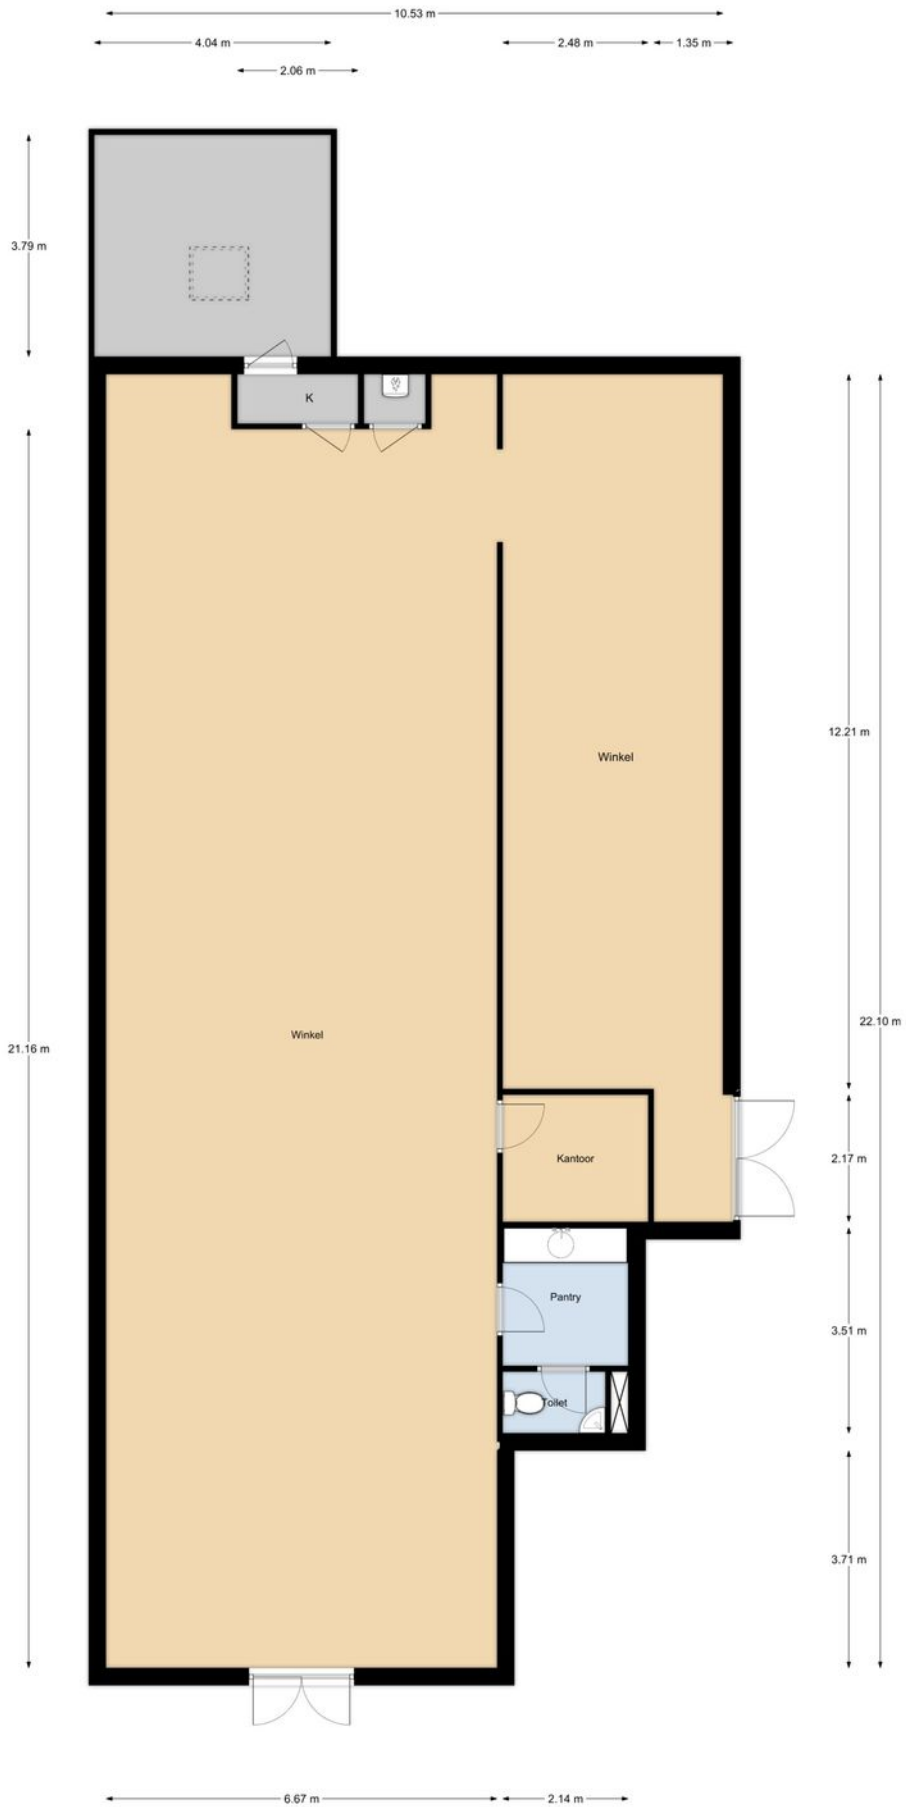 10.53 m
4.04 m
2.48 m
1.35 m
2.06 m
3.79 m
K
12.21 m
Winkel
22.10 m
Winkel
21.16 m
Kantoor
2.17 m
Pantry
3.51 m
Toilet
3.71 m
6.67 m
2.14 m